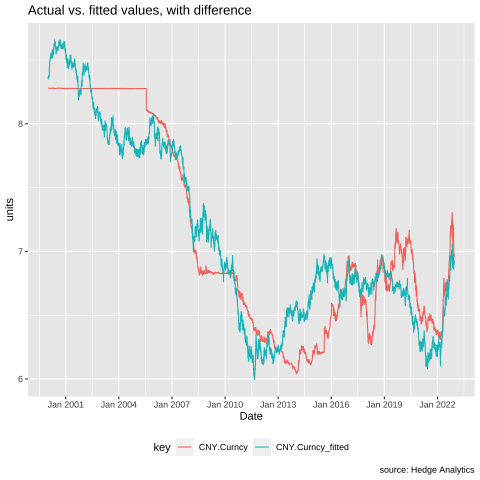 Actual vs. fitted values, with difference
units
8
7
6
Jan 2001 Jan 2004 Jan 2007 Jan 2010 Jan 2013 Jan 2016 Jan 2019 Jan 2022
Date
key CNY.Curncy CNY.Curncy_fitted
source: Hedge Analytics